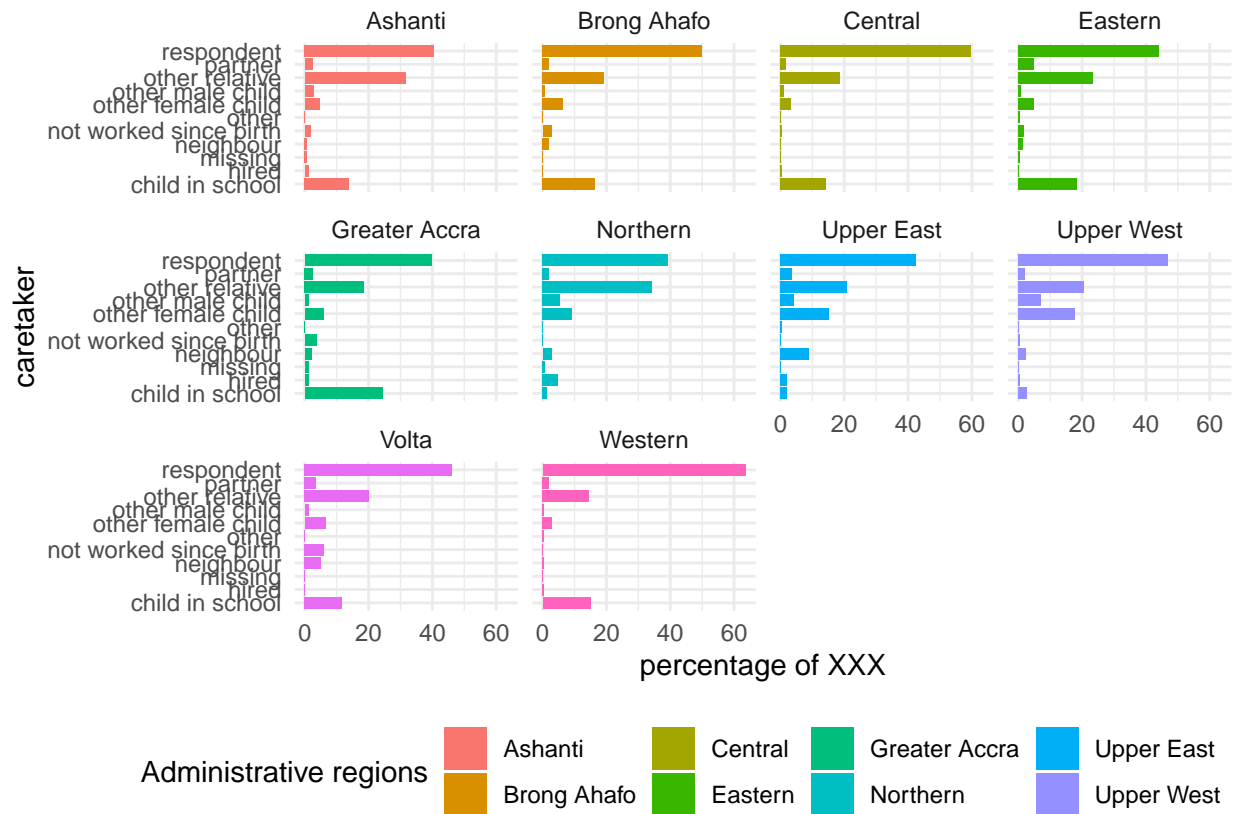 Ashanti Brong Ahafo Central Eastern
respondent
partner
other relative
other male child
other female child
other
not worked since birth
neighbour
missing
hired
child in school
Greater Accra Northern Upper East Upper West
respondent
partner
other relative
other male child
other female child
other
not worked since birth
neighbour
missing
hired
child in school
0 20 40 60 0 20 40 60
Volta Western
respondent
partner
other relative
other male child
other female child
other
not worked since birth
neighbour
missing
hired
child in school
0 20 40 60 0 20 40 60
caretaker
percentage of XXX
Administrative regions
Ashanti Central Greater Accra Upper East
Brong Ahafo Eastern Northern Upper West